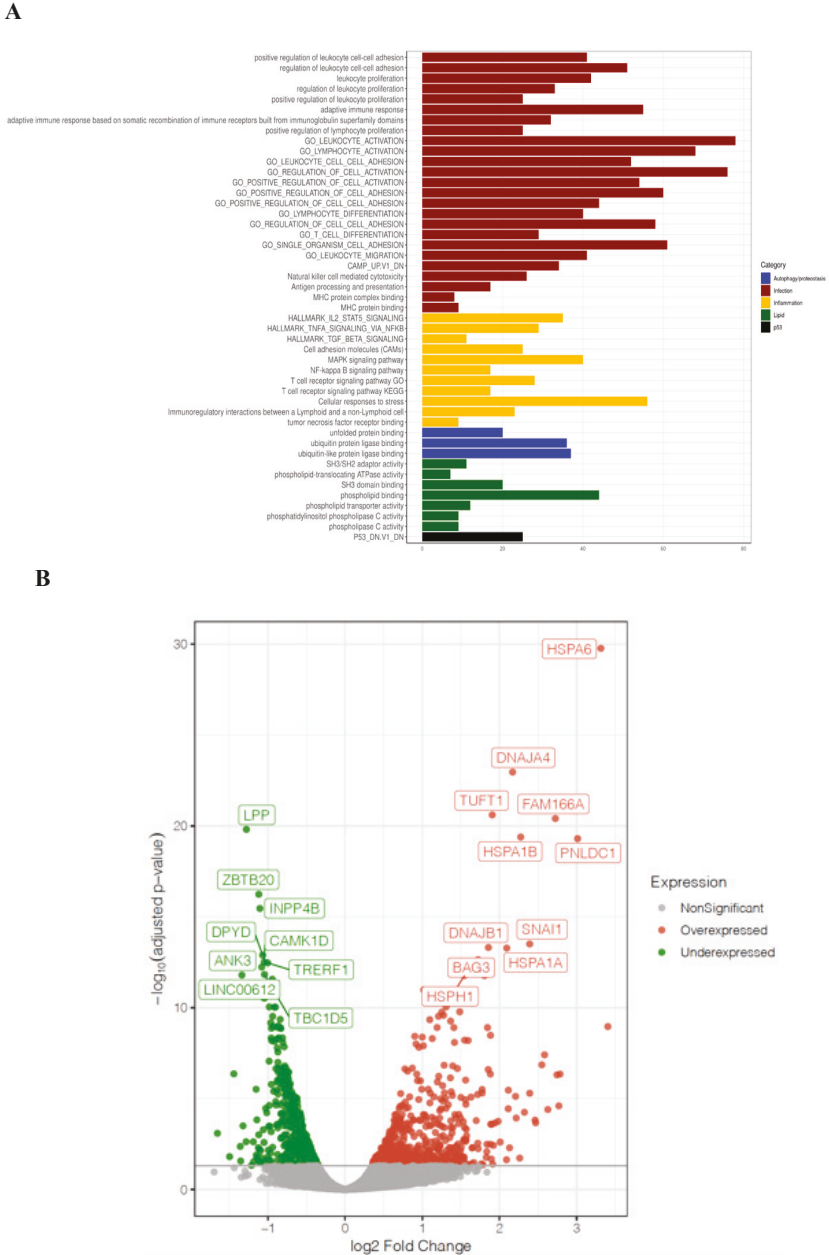 A
positive regulation of leukocyte cell-cell adhesion
regulation of leukocyte cell-cell adhesion
leukocyte proliferation
regulation of leukocyte proliferation
positive regulation of leukocyte proliferation
adaptive immune response
adaptive immune response based on somatic recombination of immune receptors built from immunoglobulin superfamily domains
positive regulation of lymphocyte proliferation
GO_LEUKOCYTE_ACTIVATION
GO_LYMPHOCYTE_ACTIVATION
GO_LEUKOCYTE_CELL_CELL_ADHESION
GO_REGULATION_OF_CELL_ACTIVATION
GO_POSITIVE_REGULATION_OF_CELL_ACTIVATION
GO_POSITIVE_REGULATION_OF_CELL_ADHESION
GO_POSITIVE_REGULATION_OF_CELL_CELL_ADHESION
GO_LYMPHOCYTE_DIFFERENTIATION
GO_REGULATION_OF_CELL_CELL_ADHESION
GO_T_CELL_DIFFERENTIATION
GO_SINGLE_ORGANISM_CELL_ADHESION
GO_LEUKOCYTE_MIGRATION
CAMP_UP.V1_DN
Natural killer cell mediated cytotoxicity
Antigen processing and presentation
MHC protein complex binding
MHC protein binding
HALLMARK_IL2_STAT5_SIGNALING
HALLMARK_TNFA_SIGNALING_VIA_NFKB
HALLMARK_TGF_BETA_SIGNALING
Cell adhesion molecules (CAMs)
MAPK signaling pathway
NF-kappa B signaling pathway
T cell receptor signaling pathway GO
T cell receptor signaling pathway KEGG
Cellular responses to stress
Immunoregulatory interactions between a Lymphoid and a non-Lymphoid cell
tumor necrosis factor receptor binding
unfolded protein binding
ubiquitin protein ligase binding
ubiquitin-like protein ligase binding
SH3/SH2 adaptor activity
phospholipid-translocating ATPase activity
SH3 domain binding
phospholipid binding
phospholipid transporter activity
phosphatidylinositol phospholipase C activity
phospholipase C activity
P53_DN.V1_DN
0 20 40 60 80
Category
Autophagy/proteostasis
Infection
Inflammation
Lipid
p53
B
−log10(adjusted p−value)
30
20
10
0
HSPA6
DNAJA4
TUFT1
FAM166A
LPP
HSPA1B
PNLDC1
ZBTB20
INPP4B
DPYD
CAMK1D
DNAJB1
SNAI1
ANK3
TRERF1
BAG3
HSPA1A
LINC00612
HSPH1
TBC1D5
−1 0 1 2 3
log2 Fold Change
Expression
NonSignificant
Overexpressed
Underexpressed